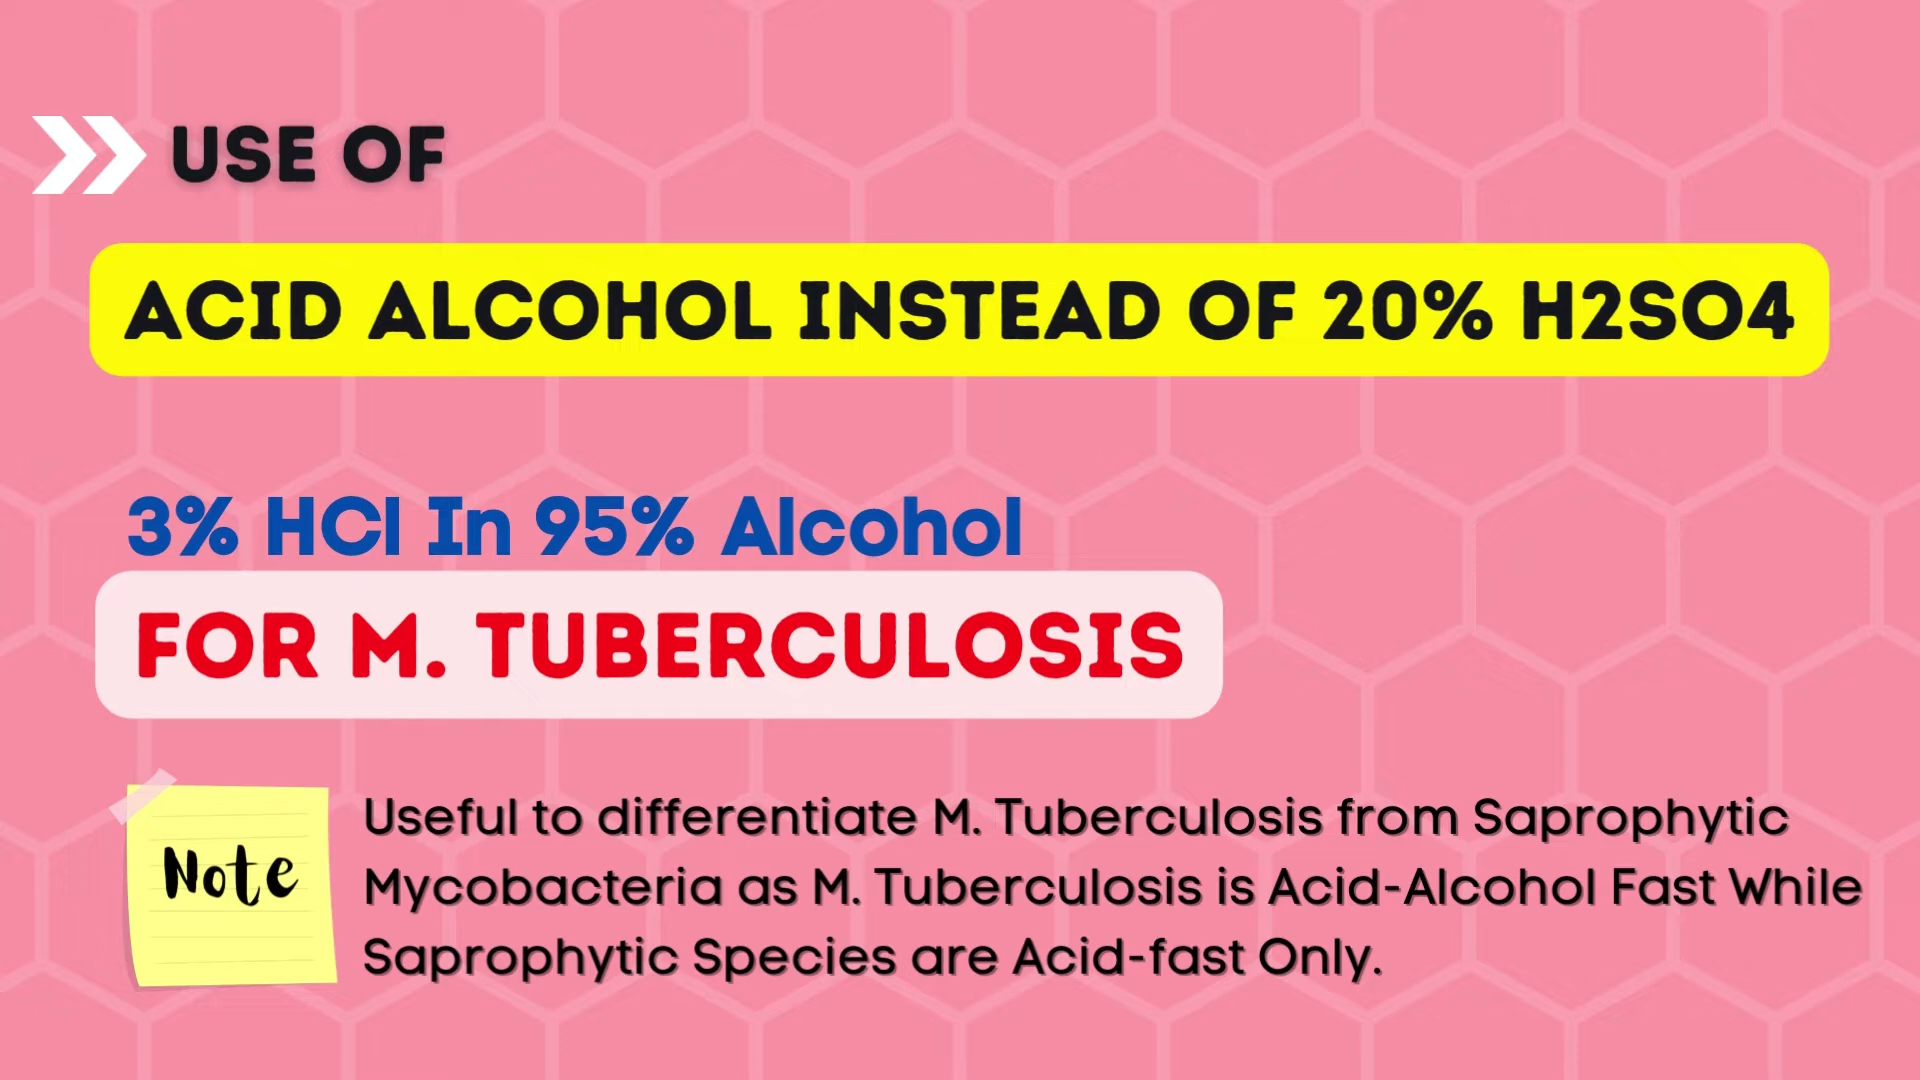 USE OF
ACID ALCOHOL INSTEAD OF 20% H2SO4
3% HCl In 95% Alcohol
FOR M. TUBERCULOSIS
Note
Useful to differentiate M. Tuberculosis from Saprophytic
Mycobacteria as M. Tuberculosis is Acid-Alcohol Fast While
Saprophytic Species are Acid-fast Only.